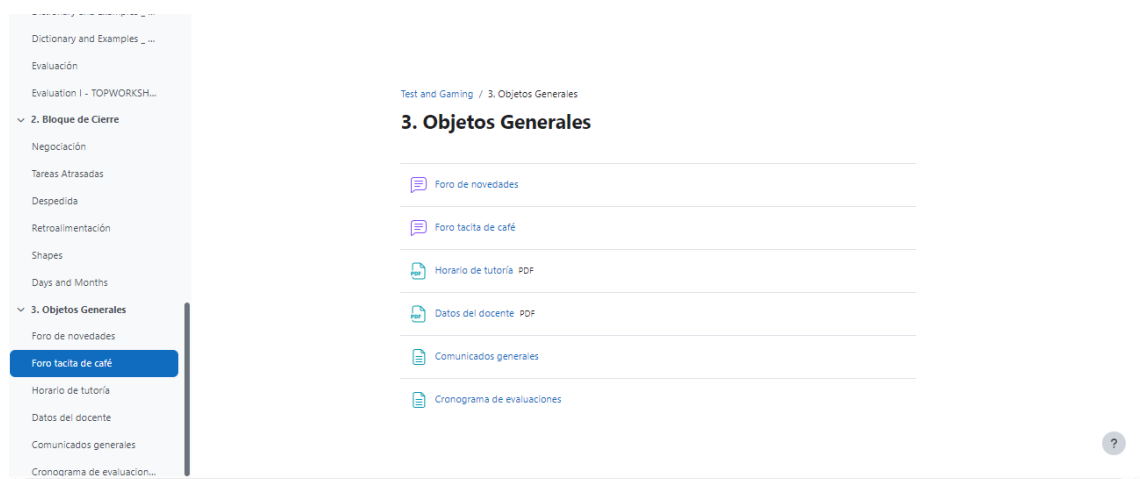 Dictionary and Examples _ ...
Evaluación
Evaluation I - TOPWORKSH...
2. Bloque de Cierre
Negociación
Tareas Atrasadas
Despedida
Retroalimentación
Shapes
Days and Months
3. Objetos Generales
Foro de novedades
Foro tacita de café
Horario de tutoría
Datos del docente
Comunicados generales
Cronograma de evaluacion...
Test and Gaming / 3. Objetos Generales
3. Objetos Generales
Foro de novedades
Foro tacita de café
Horario de tutoría PDF
Datos del docente PDF
Comunicados generales
Cronograma de evaluaciones
?